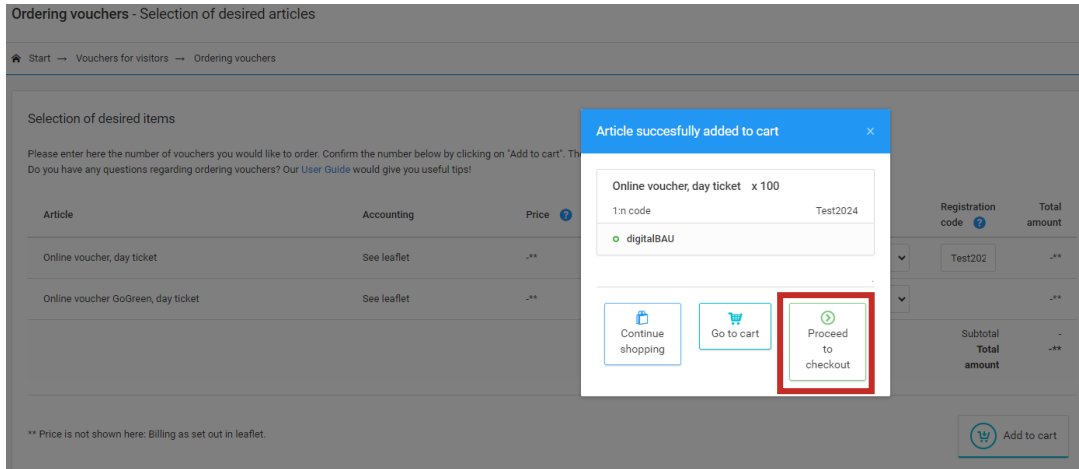 Ordering vouchers - Selection of desired articles
Start → Vouchers for visitors → Ordering vouchers
Selection of desired items
Please enter here the number of vouchers you would like to order. Confirm the number below by clicking on "Add to cart". Th
Do you have any questions regarding ordering vouchers? Our User Guide would give you useful tips!
Article Accounting Price ? Registration code ? Total amount
Online voucher, day ticket See leaflet -** Test202 -**
Online voucher GoGreen, day ticket See leaflet -** -**
Subtotal -
Total amount -**
** Price is not shown here: Billing as set out in leaflet.
Add to cart
Article succesfully added to cart ×
Online voucher, day ticket x 100
1:n code Test2024
digitalBAU
.
Continue shopping
Go to cart
Proceed to checkout